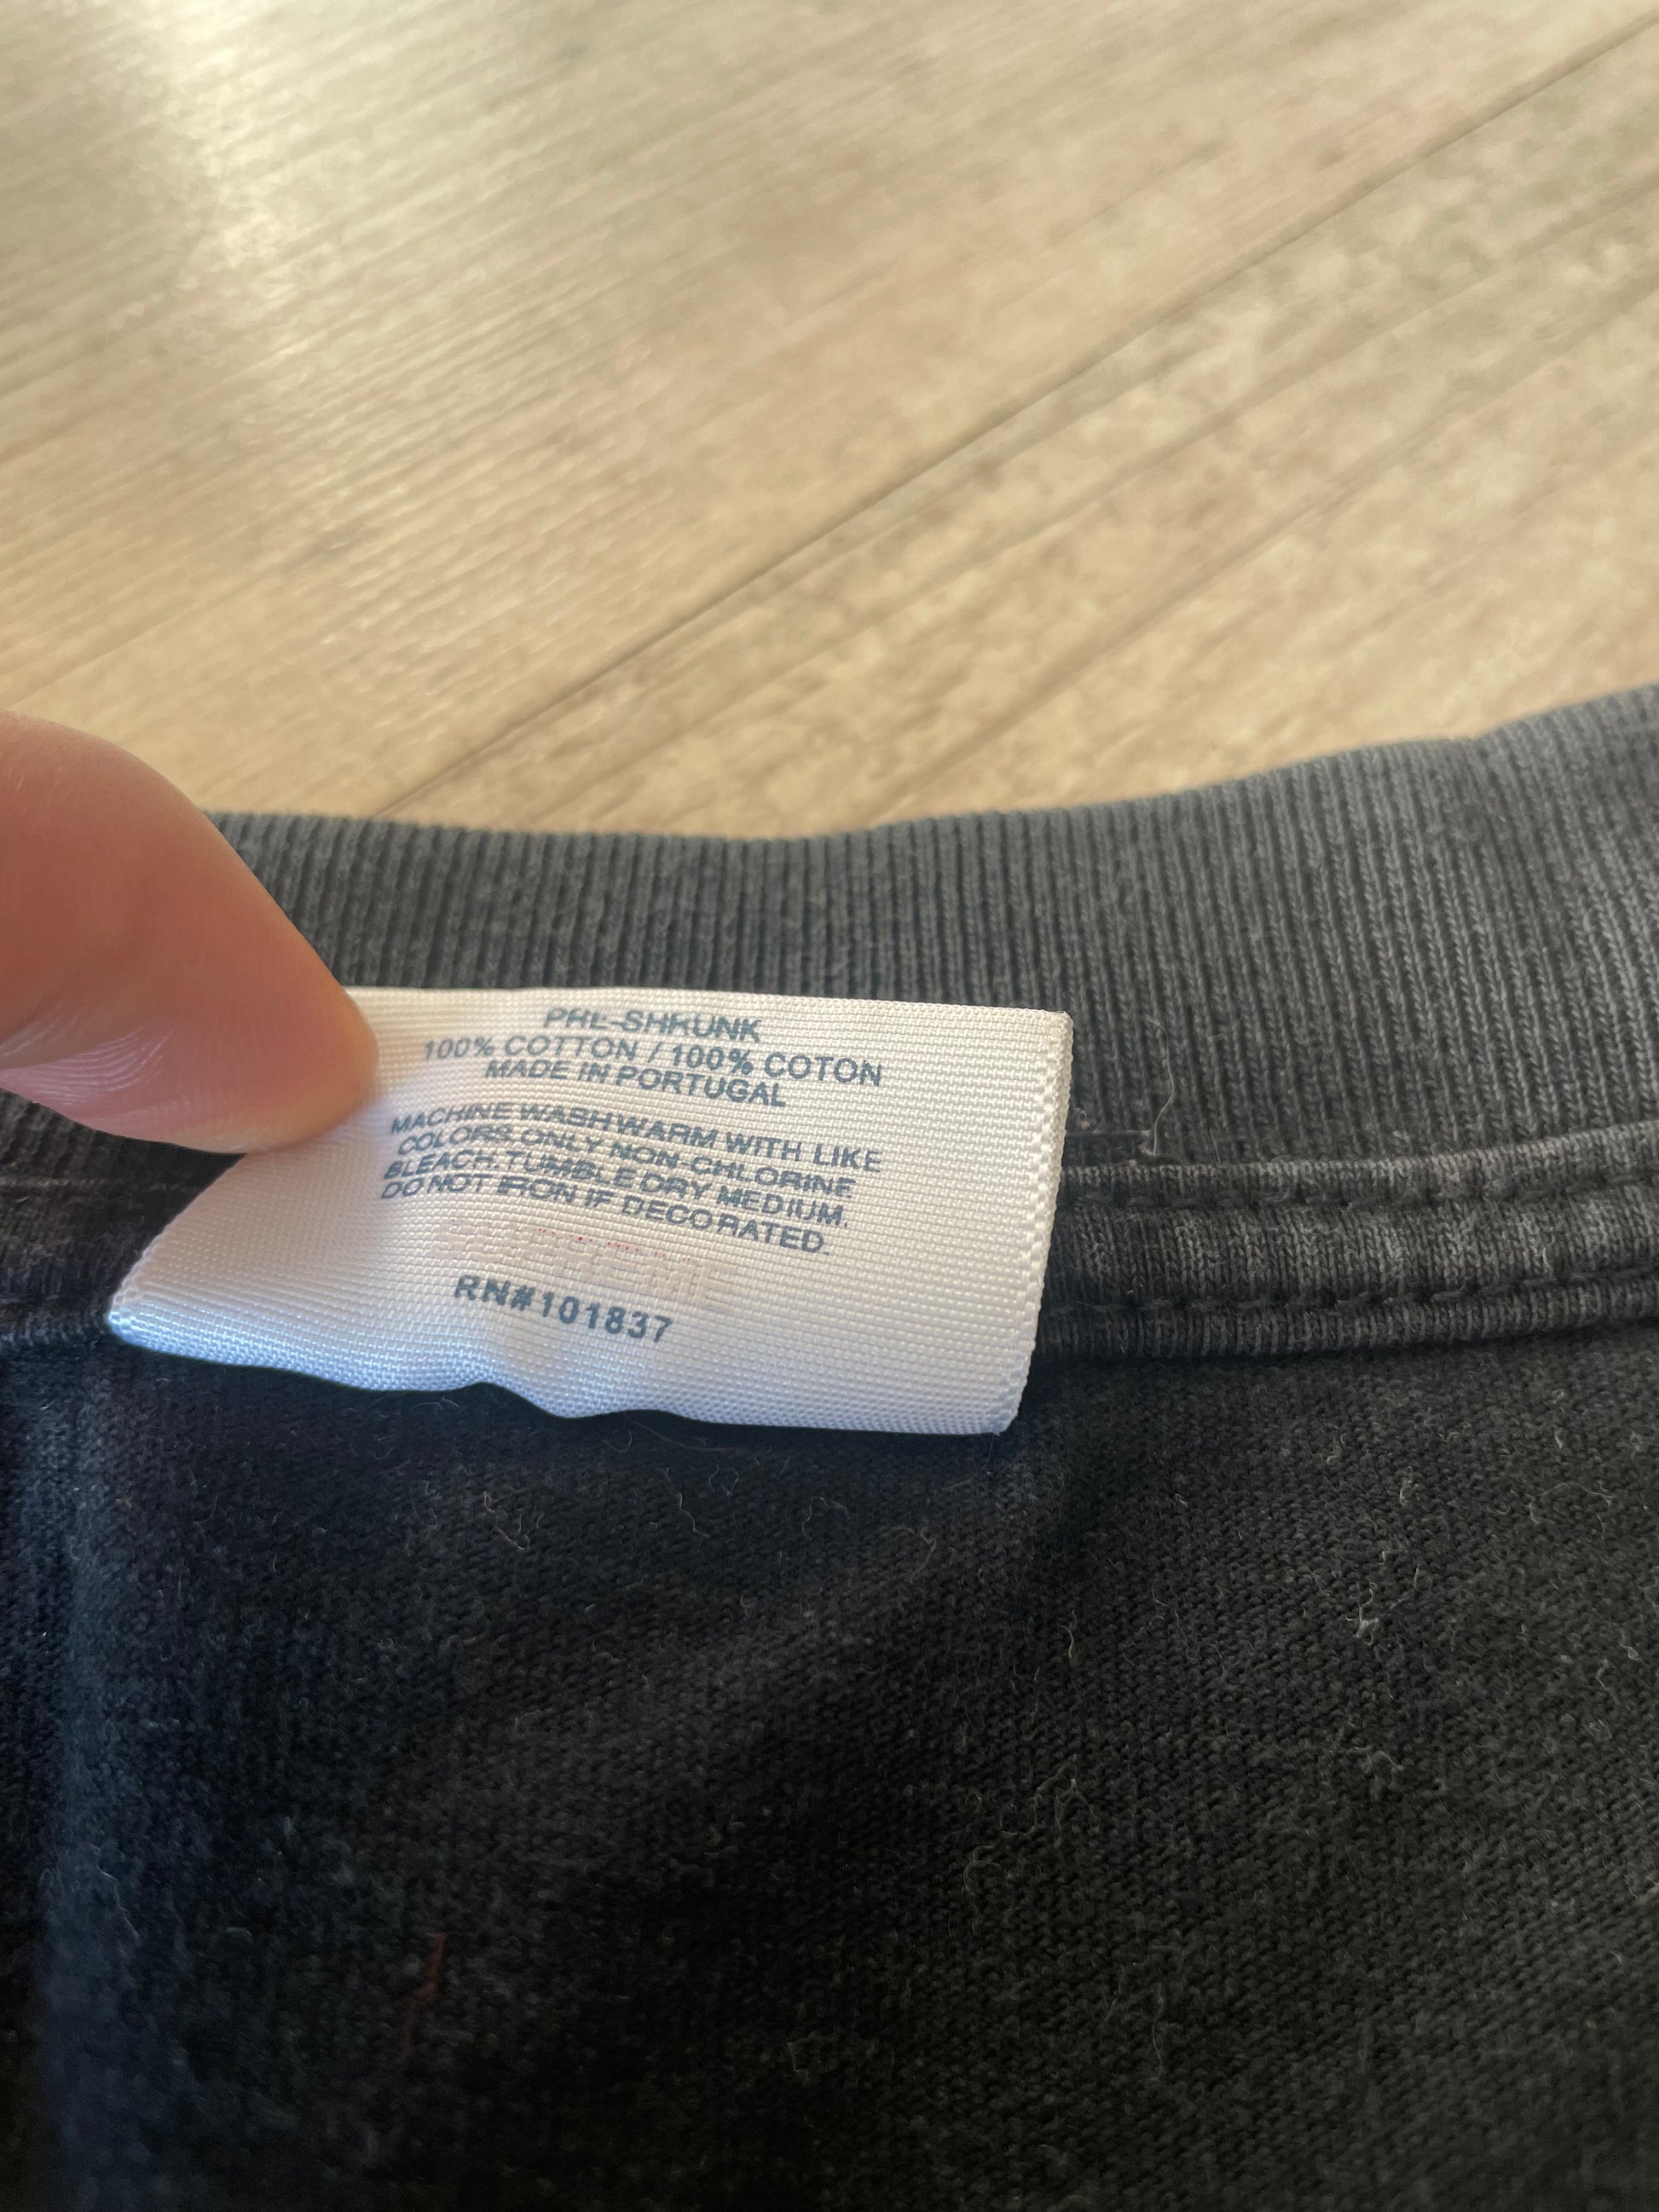 PRE-SHRUNK
100% COTTON / 100% COTON
MADE IN PORTUGAL
MACHINE WASH WARM WITH LIKE
COLORS. ONLY NON-CHLORINE
BLEACH. TUMBLE DRY MEDIUM.
DO NOT IRON IF DECORATED.
RN#101837